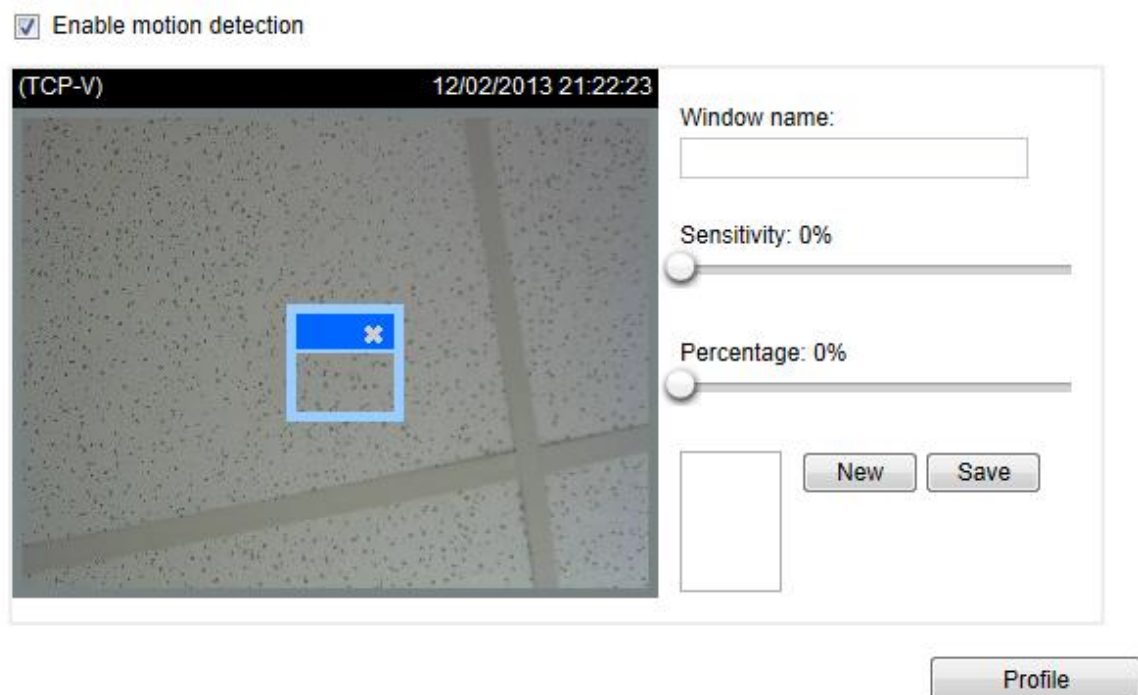 Enable motion detection
(TCP-V) 12/02/2013 21:22:23
Window name:
Sensitivity: 0%
Percentage: 0%
New Save
Profile